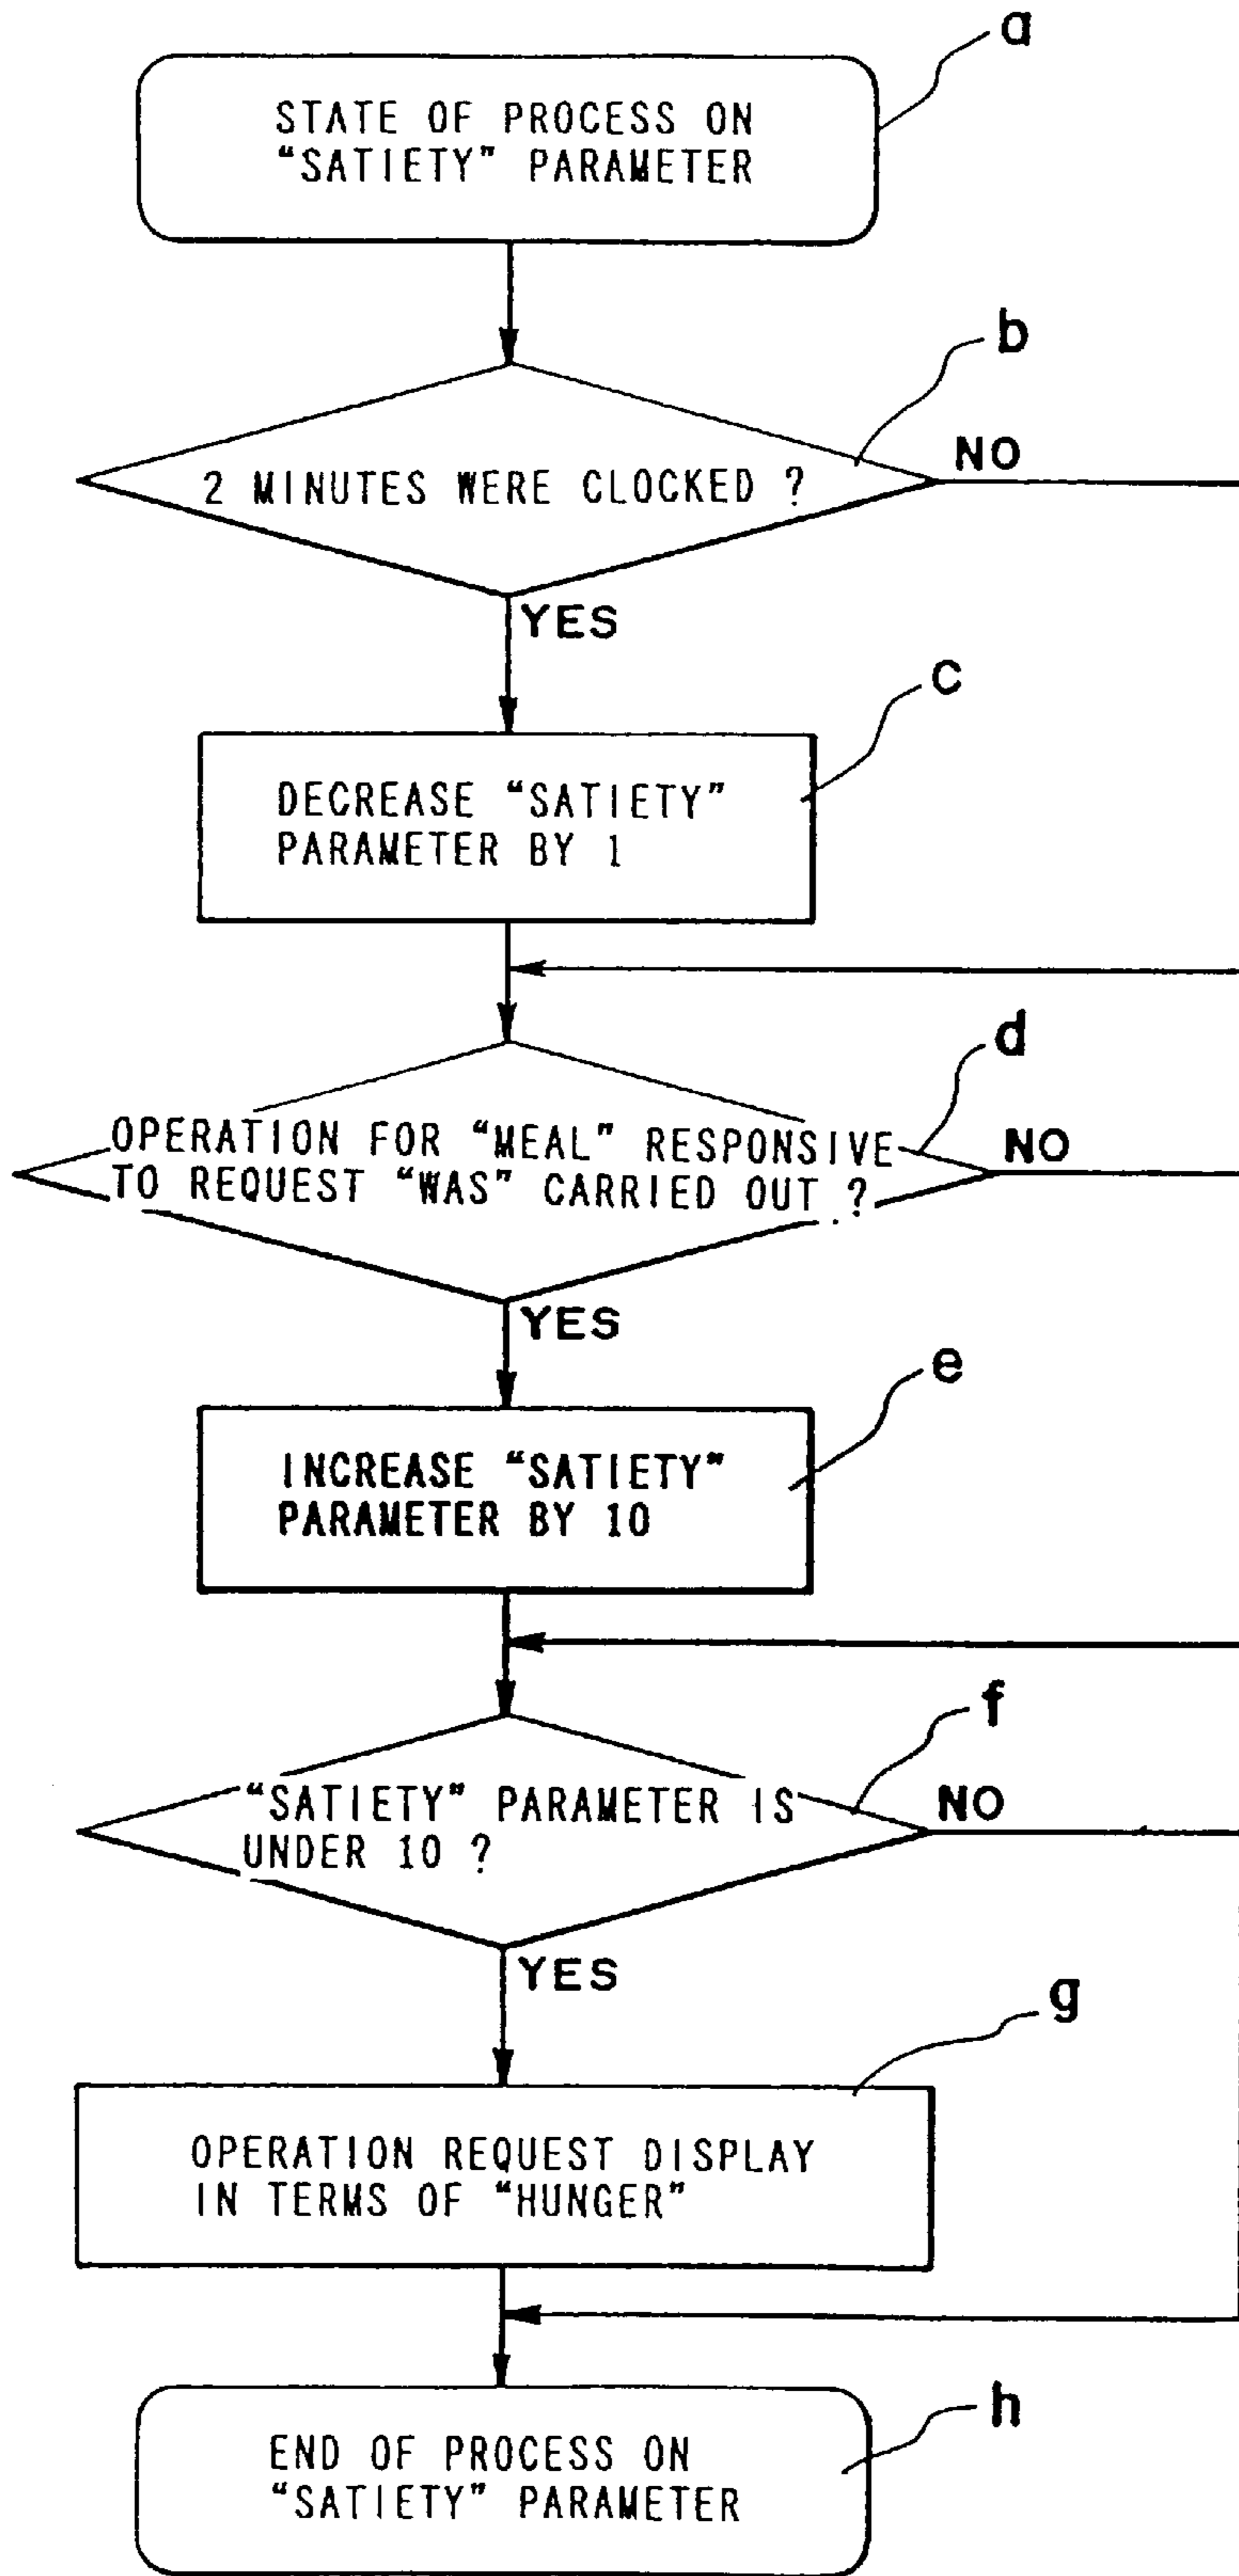 a
STATE OF PROCESS ON
“SATIETY” PARAMETER
b
2 MINUTES WERE CLOCKED ?
NO
YES
c
DECREASE “SATIETY”
PARAMETER BY 1
d
OPERATION FOR “MEAL” RESPONSIVE
TO REQUEST “WAS” CARRIED OUT ?
NO
YES
e
INCREASE “SATIETY”
PARAMETER BY 10
f
“SATIETY” PARAMETER IS
UNDER 10 ?
NO
YES
g
OPERATION REQUEST DISPLAY
IN TERMS OF “HUNGER”
h
END OF PROCESS ON
“SATIETY” PARAMETER